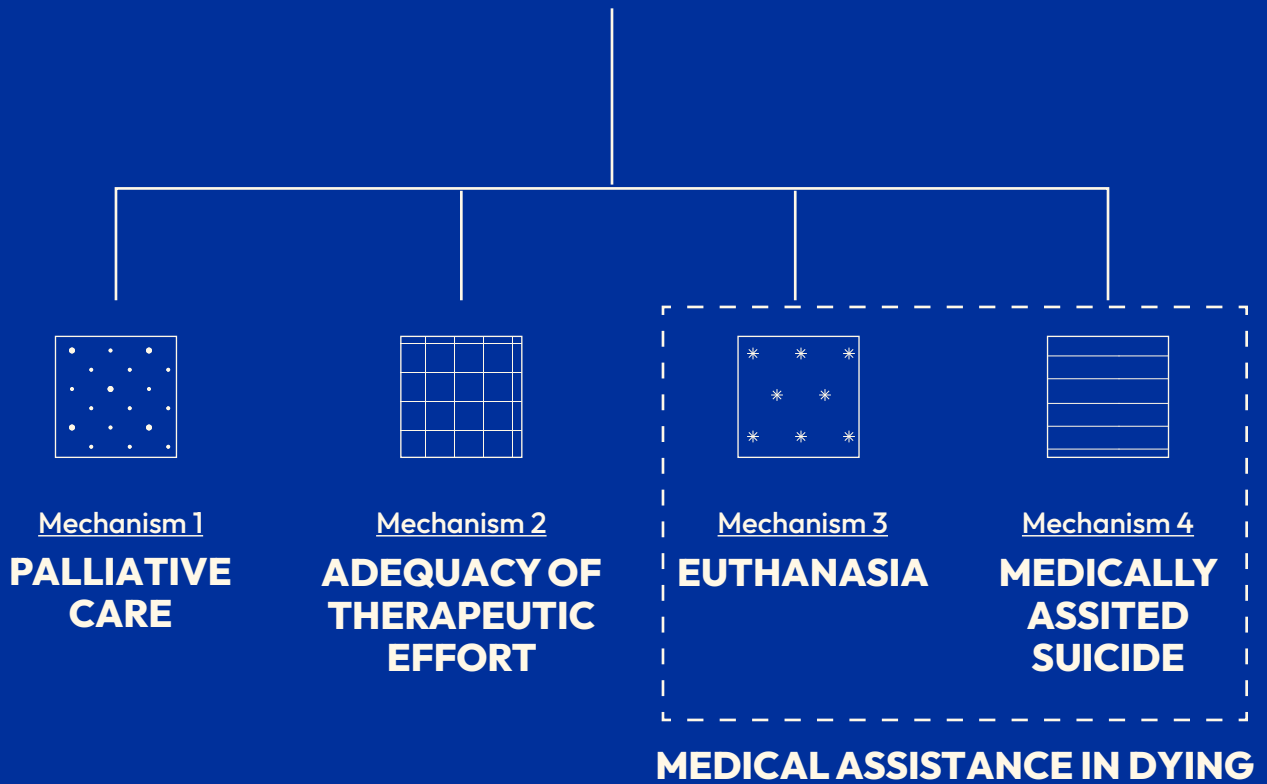 Mechanism 1
PALLIATIVE
CARE
Mechanism 2
ADEQUACY OF
THERAPEUTIC
EFFORT
Mechanism 3
EUTHANASIA
Mechanism 4
MEDICALLY
ASSITED
SUICIDE
MEDICAL ASSISTANCE IN DYING